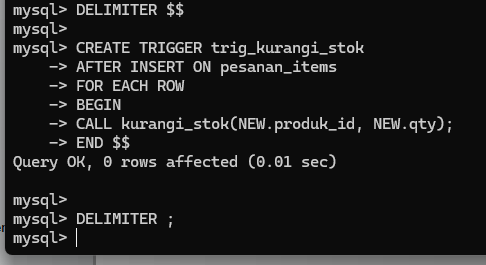 mysql> DELIMITER $$
mysql>
mysql> CREATE TRIGGER trig_kurangi_stok
    -> AFTER INSERT ON pesanan_items
    -> FOR EACH ROW
    -> BEGIN
    -> CALL kurangi_stok(NEW.produk_id, NEW.qty);
    -> END $$
Query OK, 0 rows affected (0.01 sec)

mysql>
mysql> DELIMITER ;
mysql>